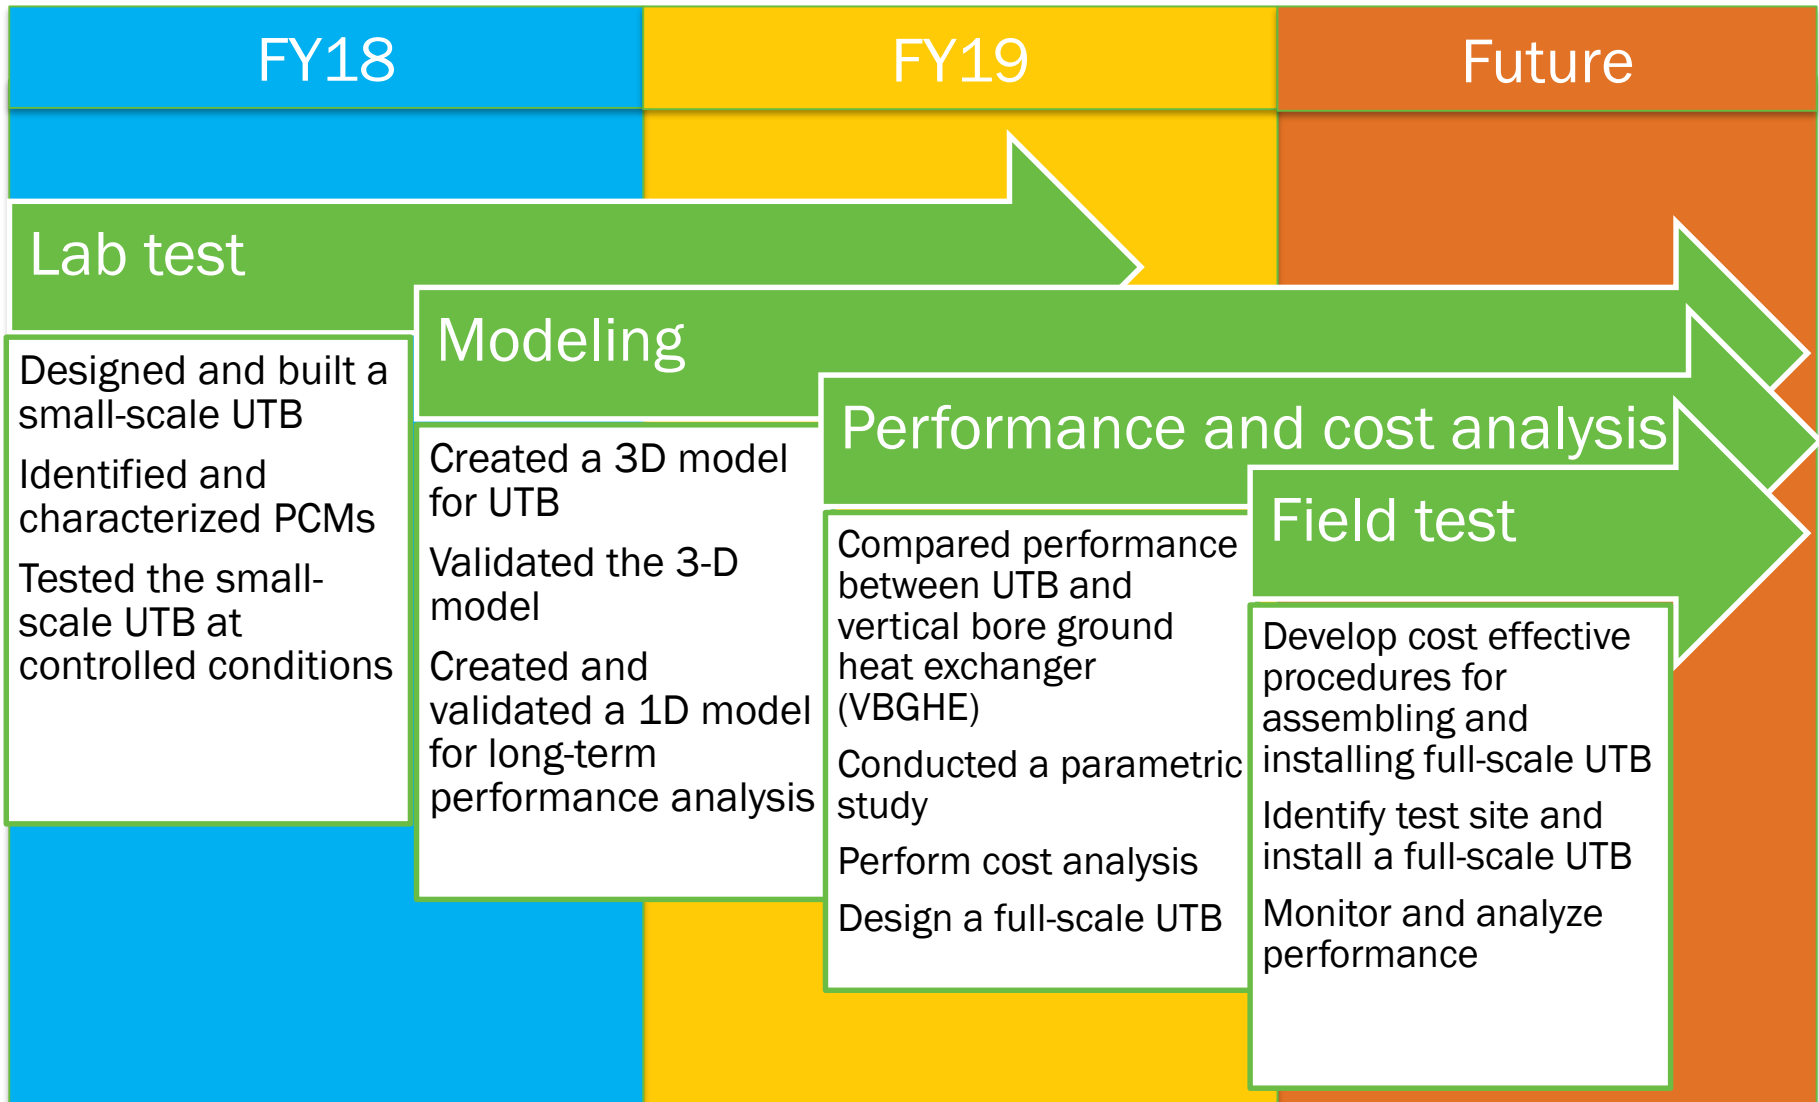 FY18
FY19
Future
Lab test
Designed and built a
small-scale UTB
Identified and
characterized PCMs
Tested the small-
scale UTB at
controlled conditions
Modeling
Created a 3D model
for UTB
Validated the 3-D
model
Created and
validated a 1D model
for long-term
performance analysis
Performance and cost analysis
Compared performance
between UTB and
vertical bore ground
heat exchanger
(VBGHE)
Conducted a parametric
study
Perform cost analysis
Design a full-scale UTB
Field test
Develop cost effective
procedures for
assembling and
installing full-scale UTB
Identify test site and
install a full-scale UTB
Monitor and analyze
performance